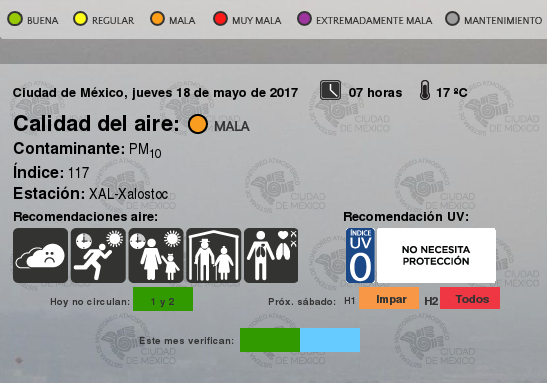 BUENA REGULAR MALA MUY MALA EXTREMADAMENTE MALA MANTENIMIENTO
Ciudad de México, jueves 18 de mayo de 2017 07 horas 17 ºC
Calidad del aire: MALA
Contaminante: PM10
Índice: 117
Estación: XAL-Xalostoc
Recomendaciones aire: Recomendación UV:
ÍNDICE
UV
0
NO NECESITA
PROTECCIÓN
Hoy no circulan: 1 y 2 Próx. sábado: H1 Impar H2 Todos
Este mes verifican:
CIUDAD
DE MÉXICO